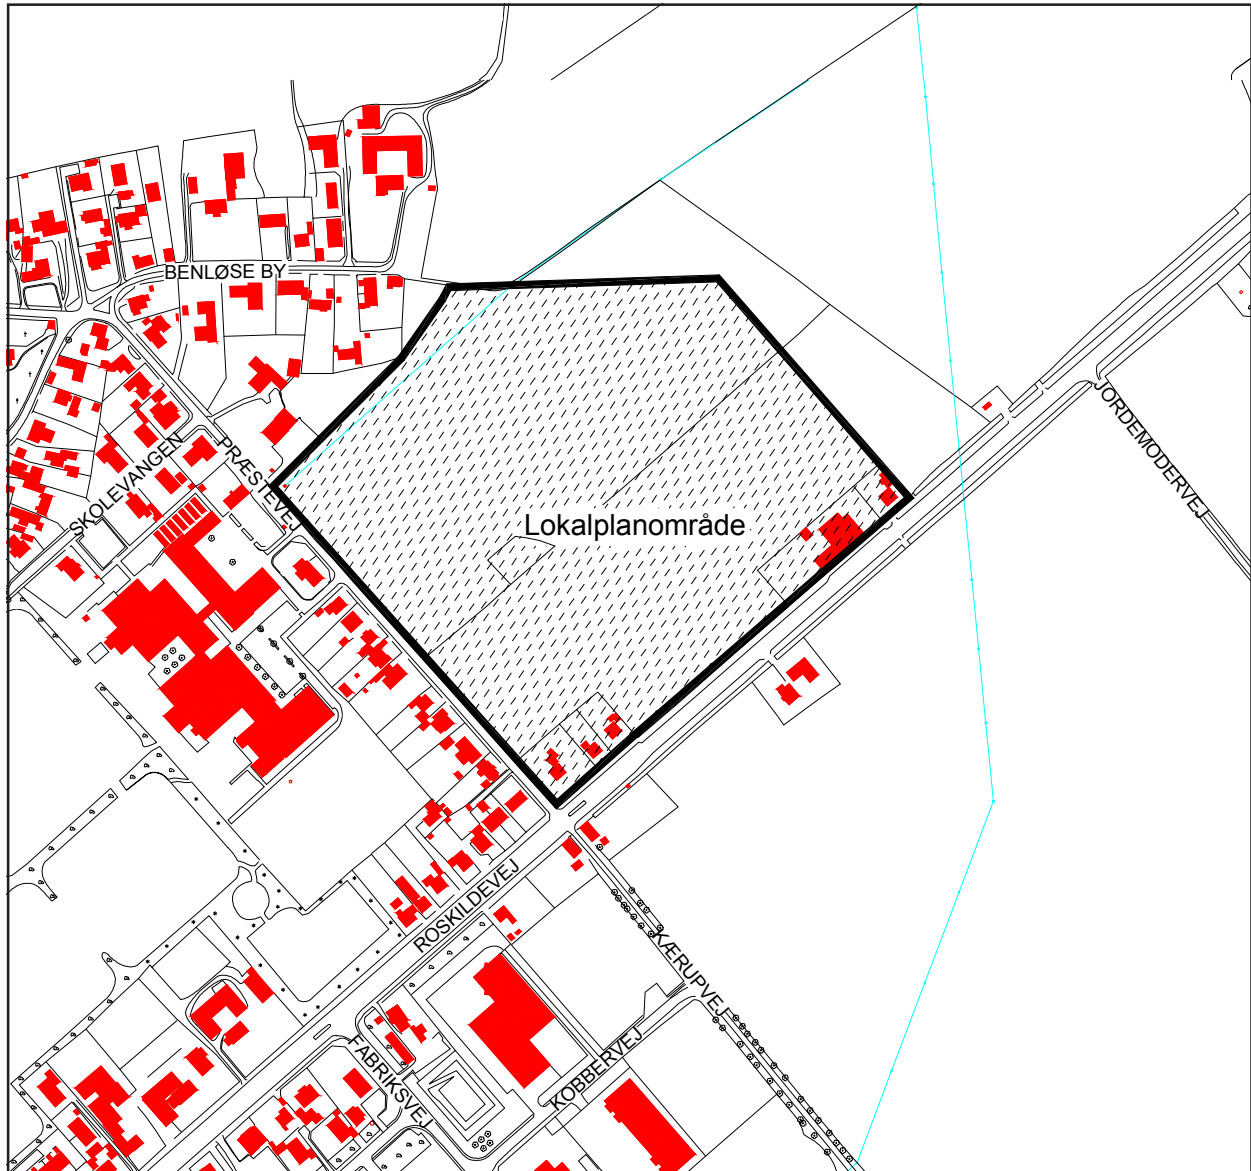 BENLØSE BY
JORDEMODERVEJ
SKOLEVANGEN
PRÆSTEVEJ
Lokalplanområde
ROSKILDEVEJ
KÆRUPVEJ
FABRIKSVEJ
KOBBERVEJ